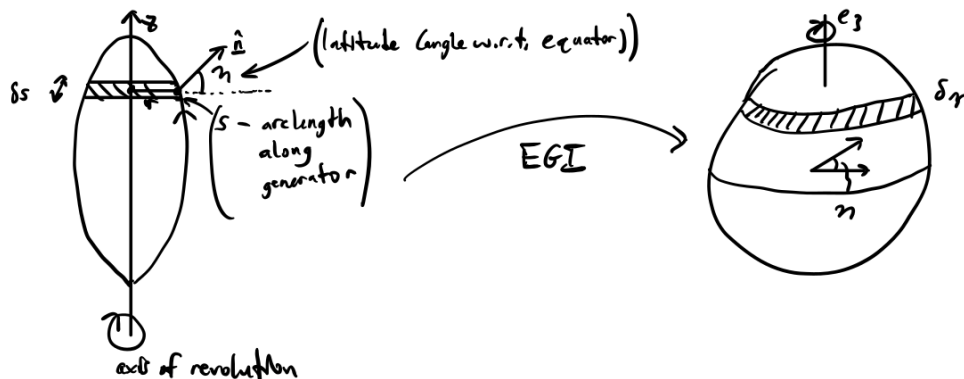 z
n̂
(latitude (angle w.r.t. equator))
η
δs
r
s - arclength
along
generator
EGI
e3
δη
η
axis of revolution